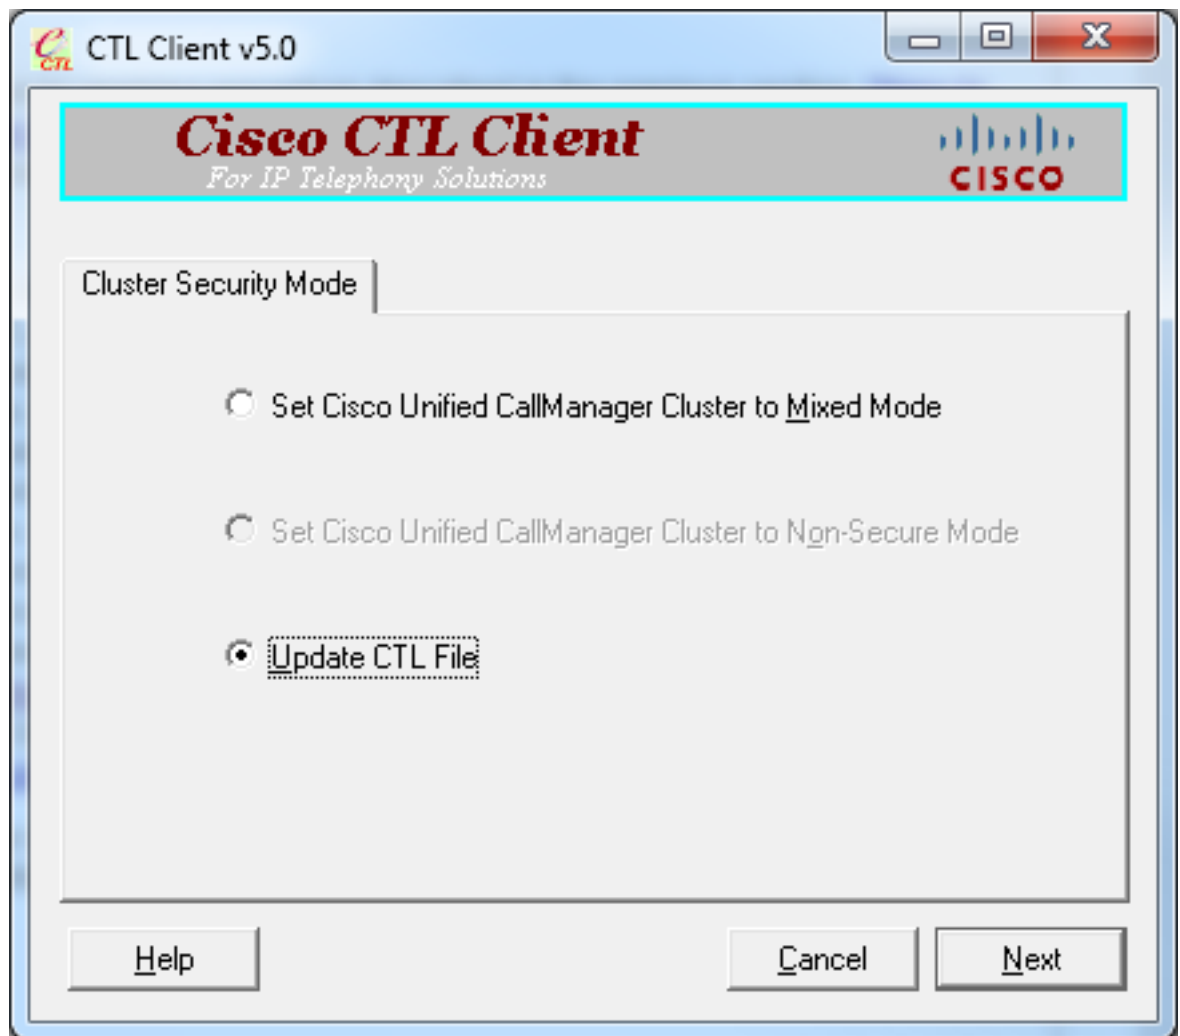 CTL
CTL Client v5.0
Cisco CTL Client
For IP Telephony Solutions
CISCO
Cluster Security Mode
Set Cisco Unified CallManager Cluster to Mixed Mode
Set Cisco Unified CallManager Cluster to Non-Secure Mode
Update CTL File
Help
Cancel
Next